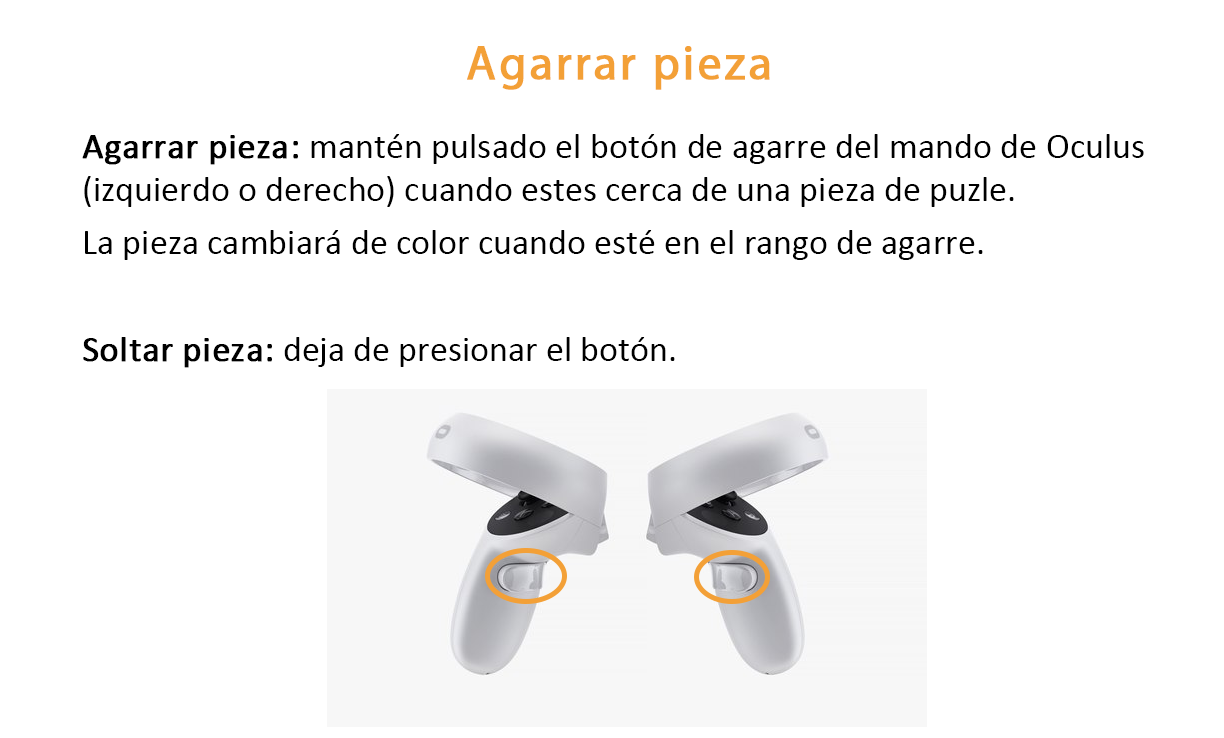 Agarrar pieza
Agarrar pieza: mantén pulsado el botón de agarre del mando de Oculus
(izquierdo o derecho) cuando estes cerca de una pieza de puzle.
La pieza cambiará de color cuando esté en el rango de agarre.
Soltar pieza: deja de presionar el botón.